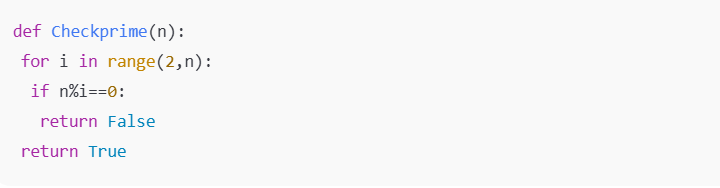 def Checkprime(n):
 for i in range(2,n):
  if n%i==0:
   return False
 return True